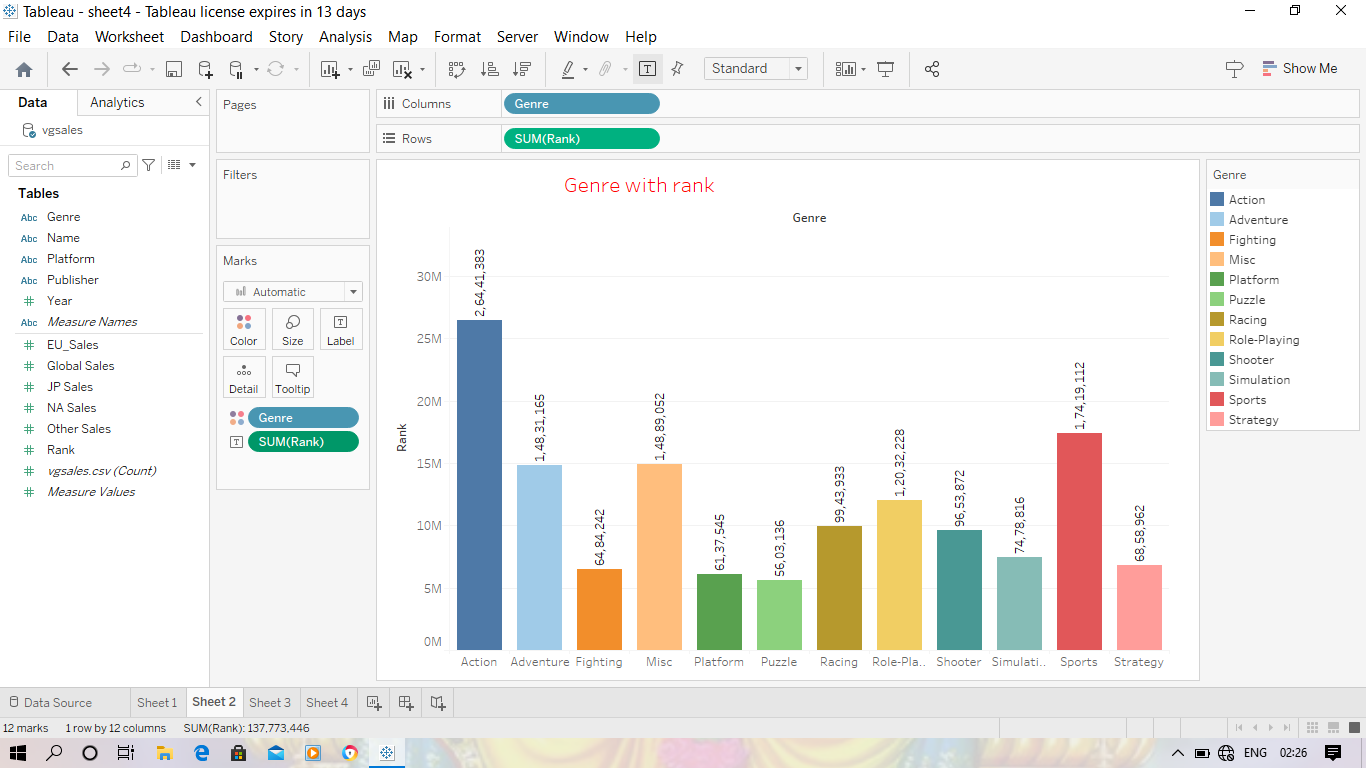 Tableau - sheet4 - Tableau license expires in 13 days
File Data Worksheet Dashboard Story Analysis Map Format Server Window Help
Standard
Show Me
Data Analytics
vgsales
Search
Tables
Abc Genre
Abc Name
Abc Platform
Abc Publisher
Year
Abc Measure Names
EU_Sales
Global Sales
JP Sales
NA Sales
Other Sales
Rank
vgsales.csv (Count)
Measure Values
Pages
Filters
Marks
Automatic
Color Size Label
Detail Tooltip
Genre
SUM(Rank)
Columns Genre
Rows SUM(Rank)
Genre with rank
Genre
Rank
30M
25M
20M
15M
10M
5M
0M
2,64,41,383
1,48,31,165
64,84,242
1,48,89,052
61,37,545
56,03,136
99,43,933
1,20,32,228
96,53,872
74,78,816
1,74,19,112
68,58,962
Action Adventure Fighting Misc Platform Puzzle Racing Role-Pla.. Shooter Simulati.. Sports Strategy
Genre
Action
Adventure
Fighting
Misc
Platform
Puzzle
Racing
Role-Playing
Shooter
Simulation
Sports
Strategy
Data Source Sheet 1 Sheet 2 Sheet 3 Sheet 4
12 marks 1 row by 12 columns SUM(Rank): 137,773,446
ENG 02:26